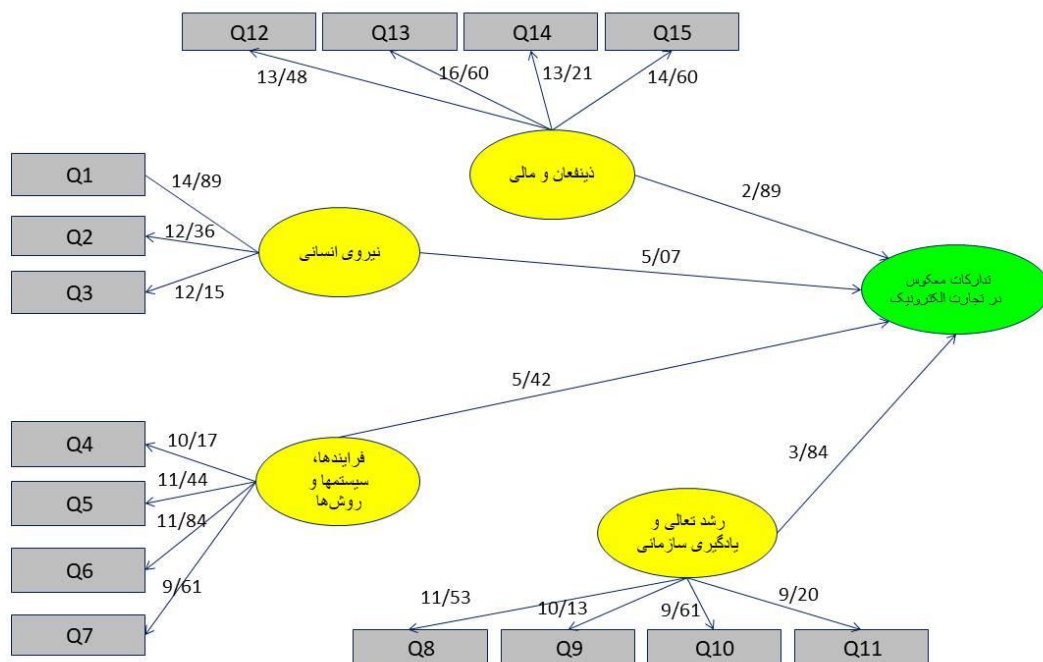 Q12
Q13
Q14
Q15
13/48
16/60
13/21
14/60
ذینفعان و مالی
2/89
Q1
Q2
Q3
14/89
12/36
12/15
نیروی انسانی
5/07
تدارکات معکوس
در تجارت الکترونیک
5/42
Q4
Q5
Q6
Q7
10/17
11/44
11/84
9/61
فرایندها،
سیستمها و
روش‌ها
3/84
رشد تعالی و
یادگیری سازمانی
11/53
10/13
9/61
9/20
Q8
Q9
Q10
Q11